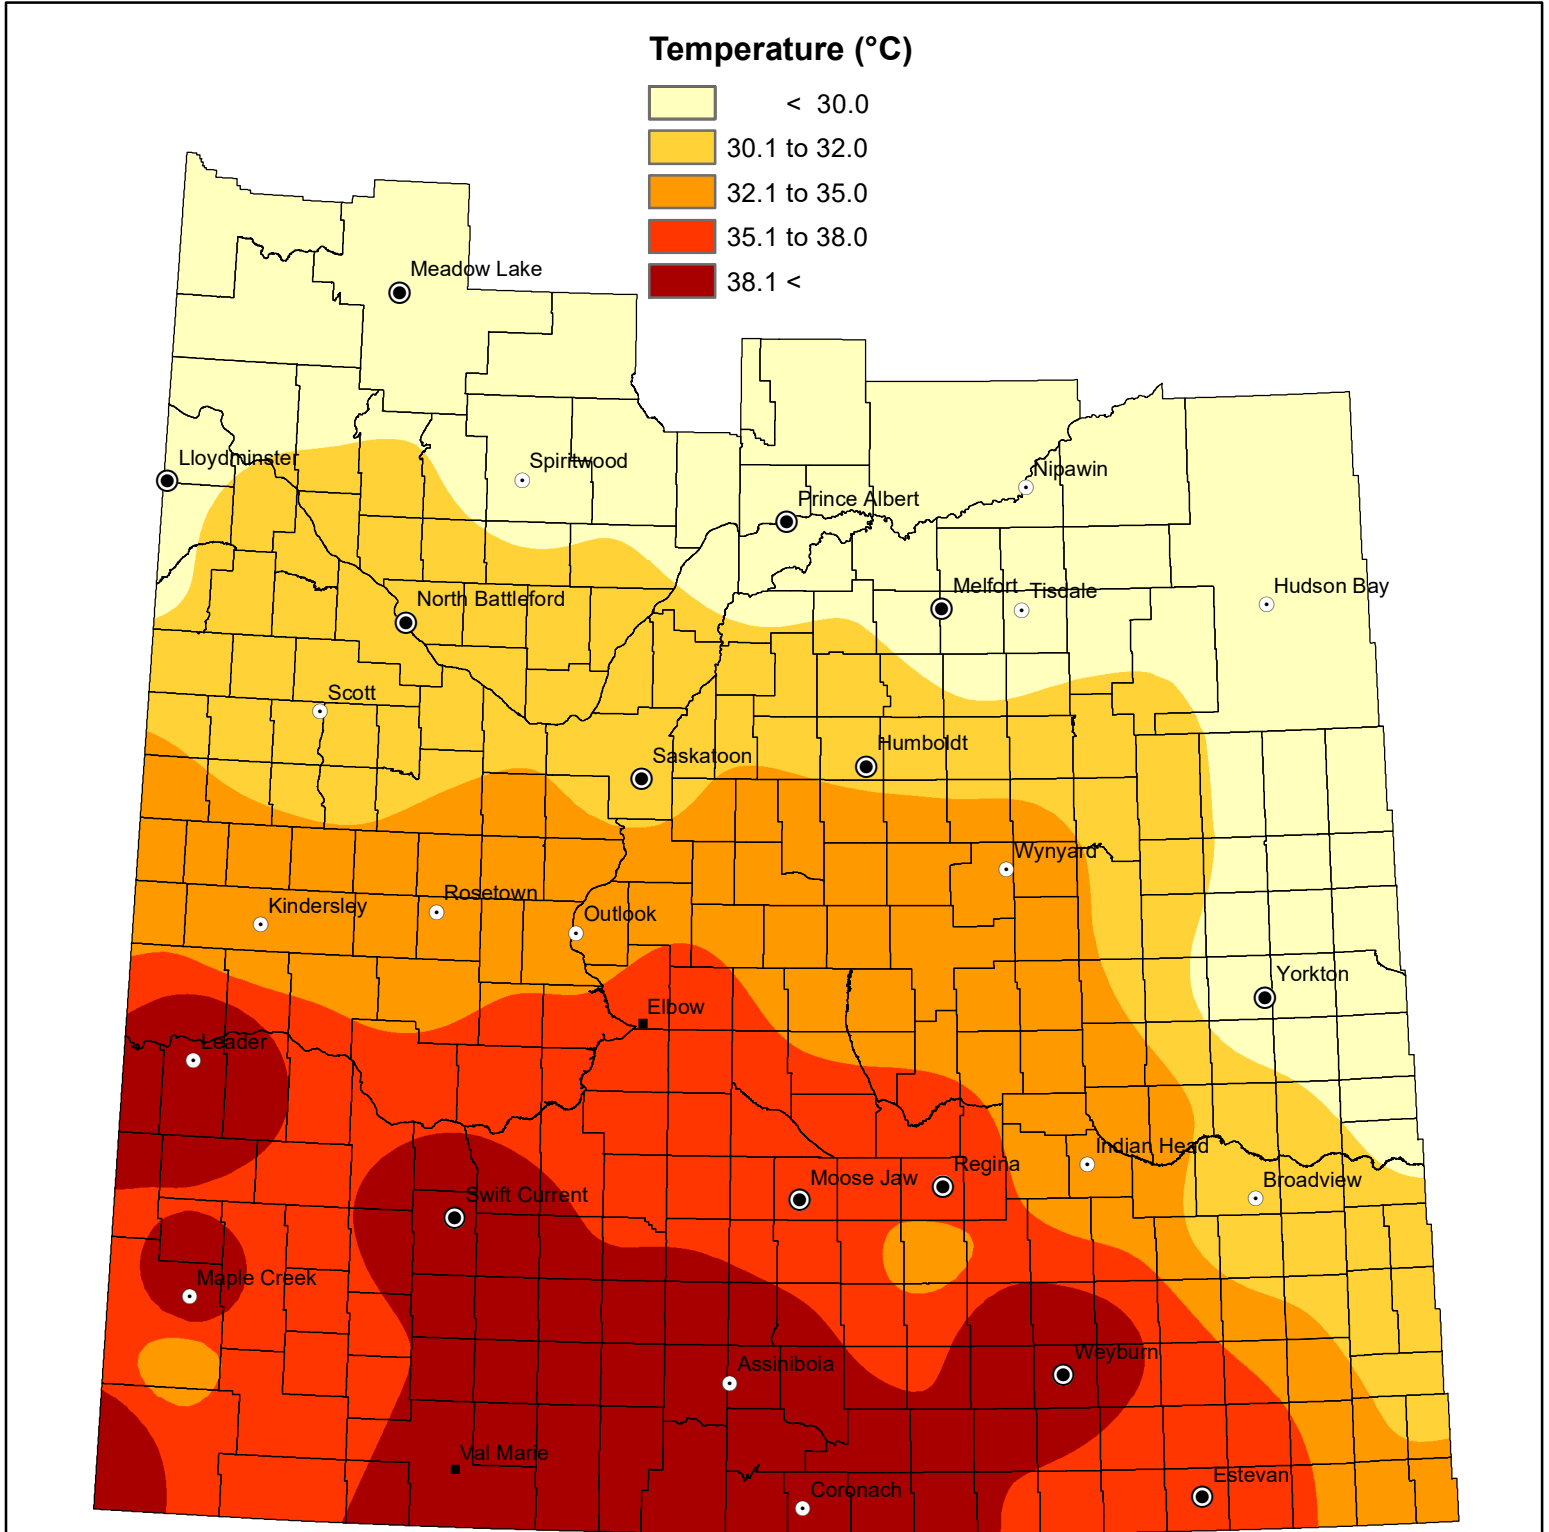 Temperature (°C)
< 30.0
30.1 to 32.0
32.1 to 35.0
35.1 to 38.0
38.1 <
Meadow Lake
Lloydminster
Spiritwood
Nipawin
Prince Albert
Melfort
Tisdale
Hudson Bay
North Battleford
Scott
Saskatoon
Humboldt
Wynyard
Rosetown
Kindersley
Outlook
Yorkton
Elbow
Leader
Indian Head
Regina
Moose Jaw
Broadview
Swift Current
Maple Creek
Weyburn
Assiniboia
Val Marie
Estevan
Coronach